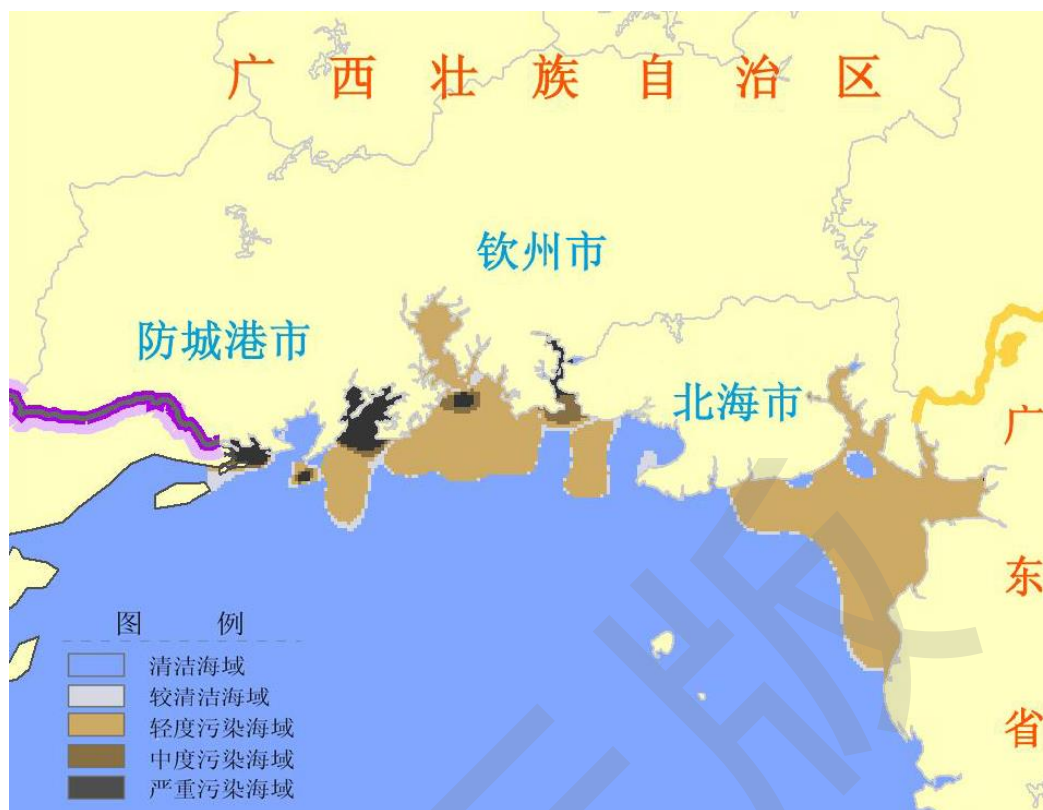 广西壮族自治区
钦州市
防城港市
北海市
广东省
图 例
清洁海域
较清洁海域
轻度污染海域
中度污染海域
严重污染海域
版